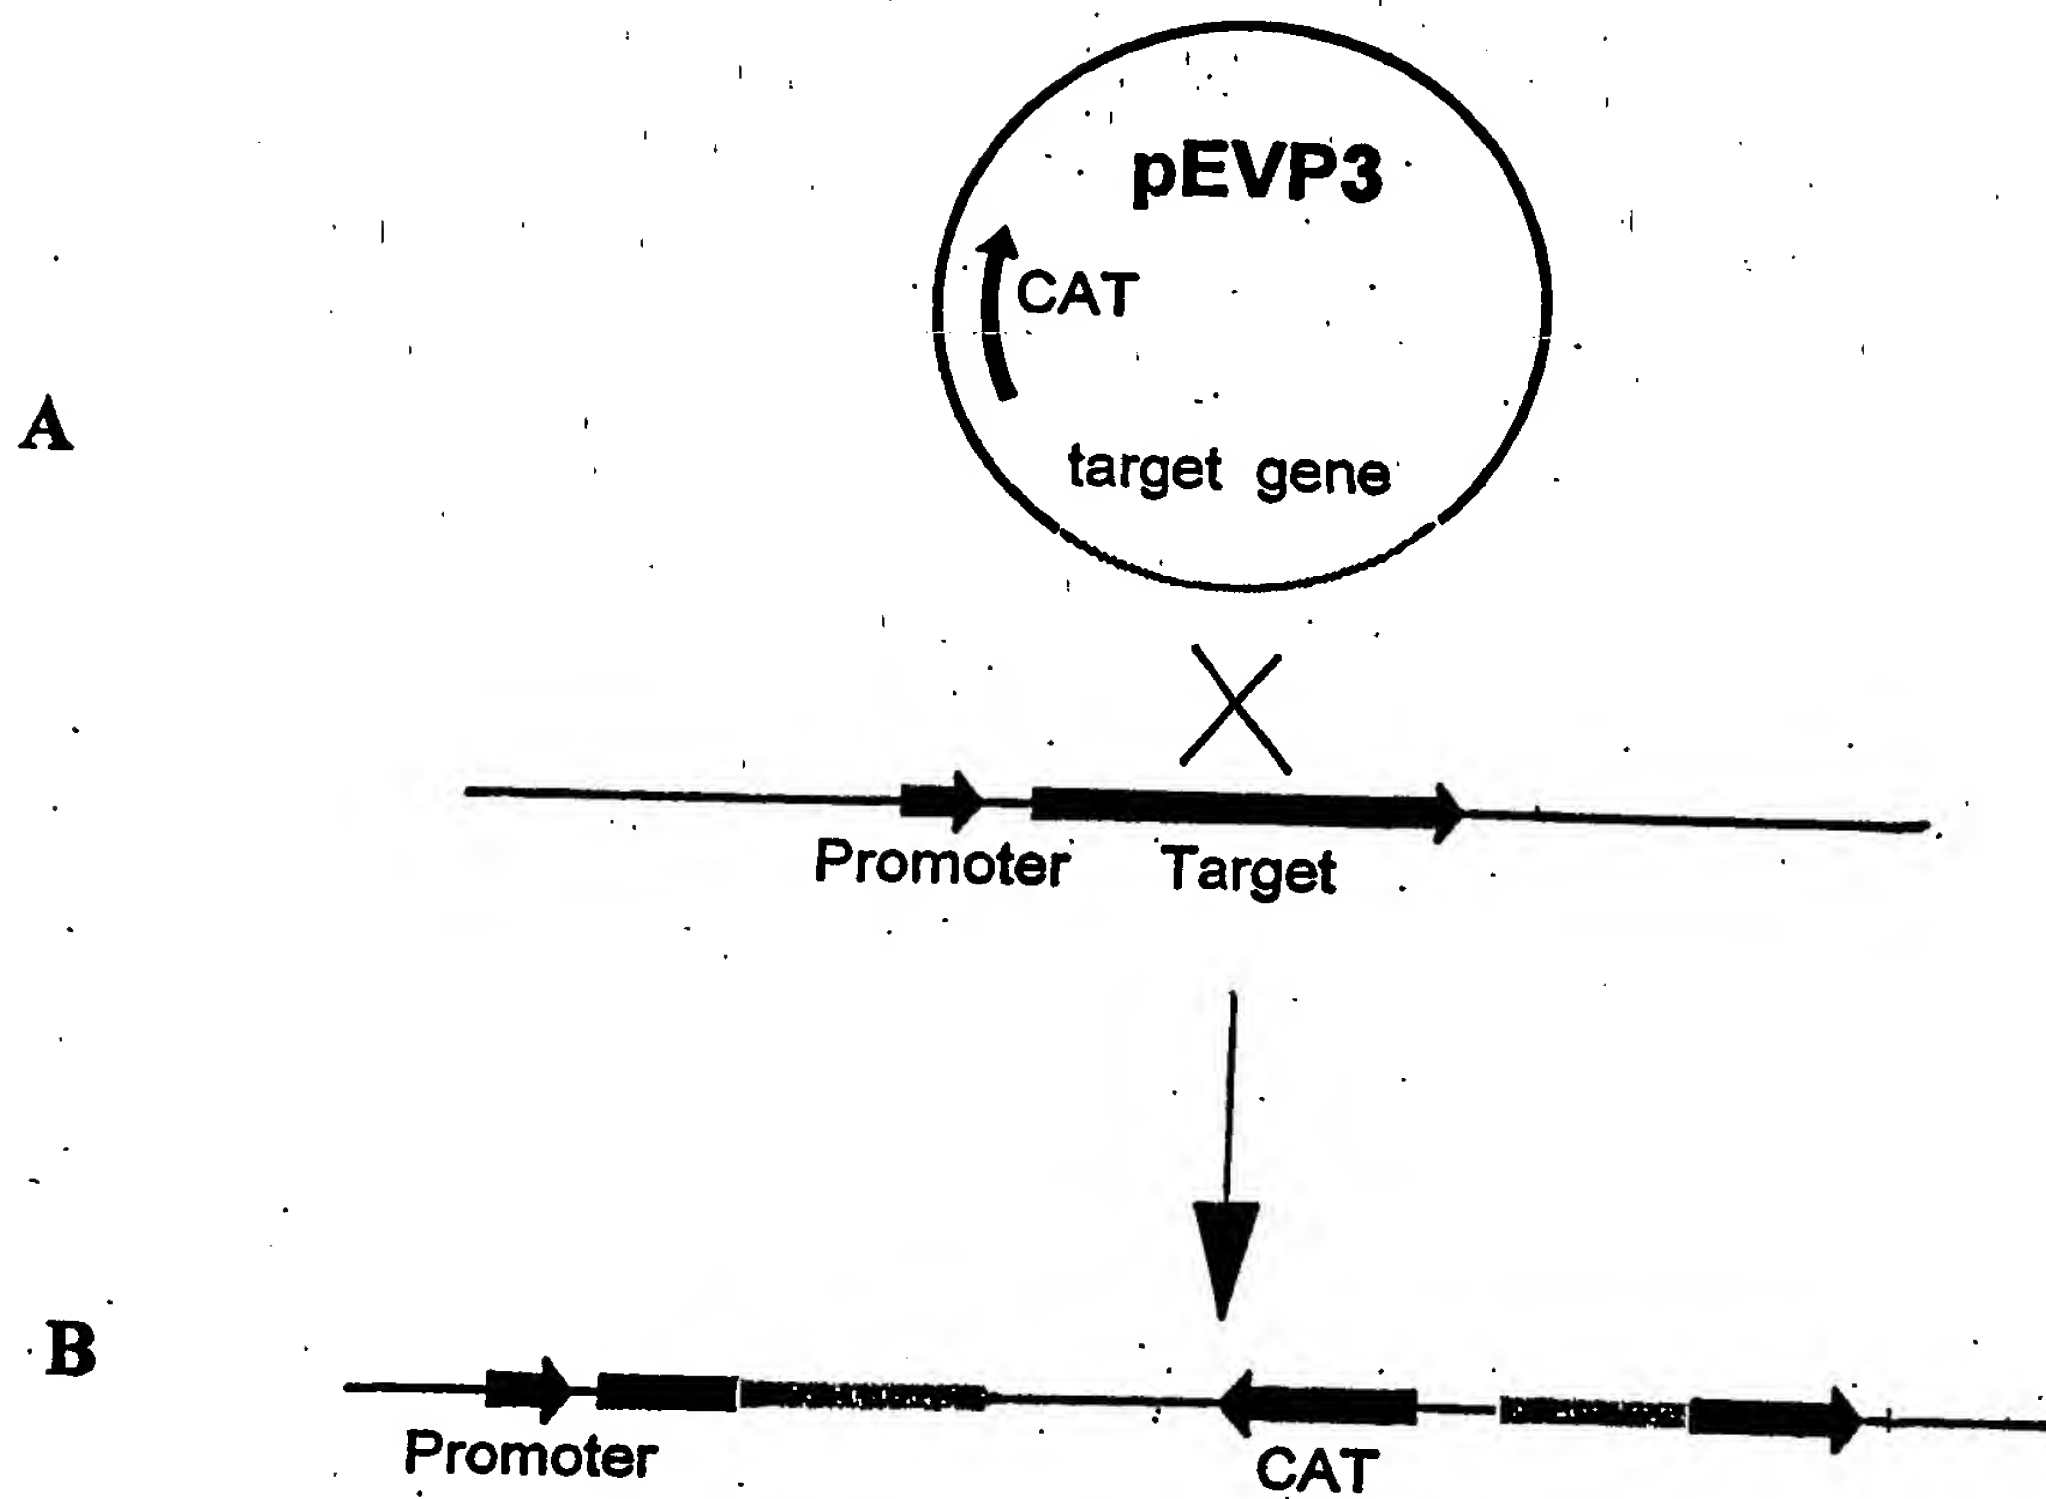 pEVP3
CAT
A
target gene
Promoter Target
B
Promoter CAT